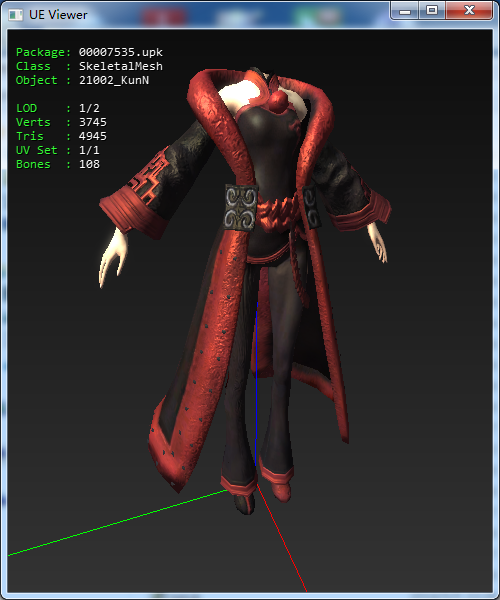 UE Viewer
Package: 00007535.upk
Class : SkeletalMesh
Object : 21002_KunN
LOD : 1/2
Verts : 3745
Tris : 4945
UV Set : 1/1
Bones : 108